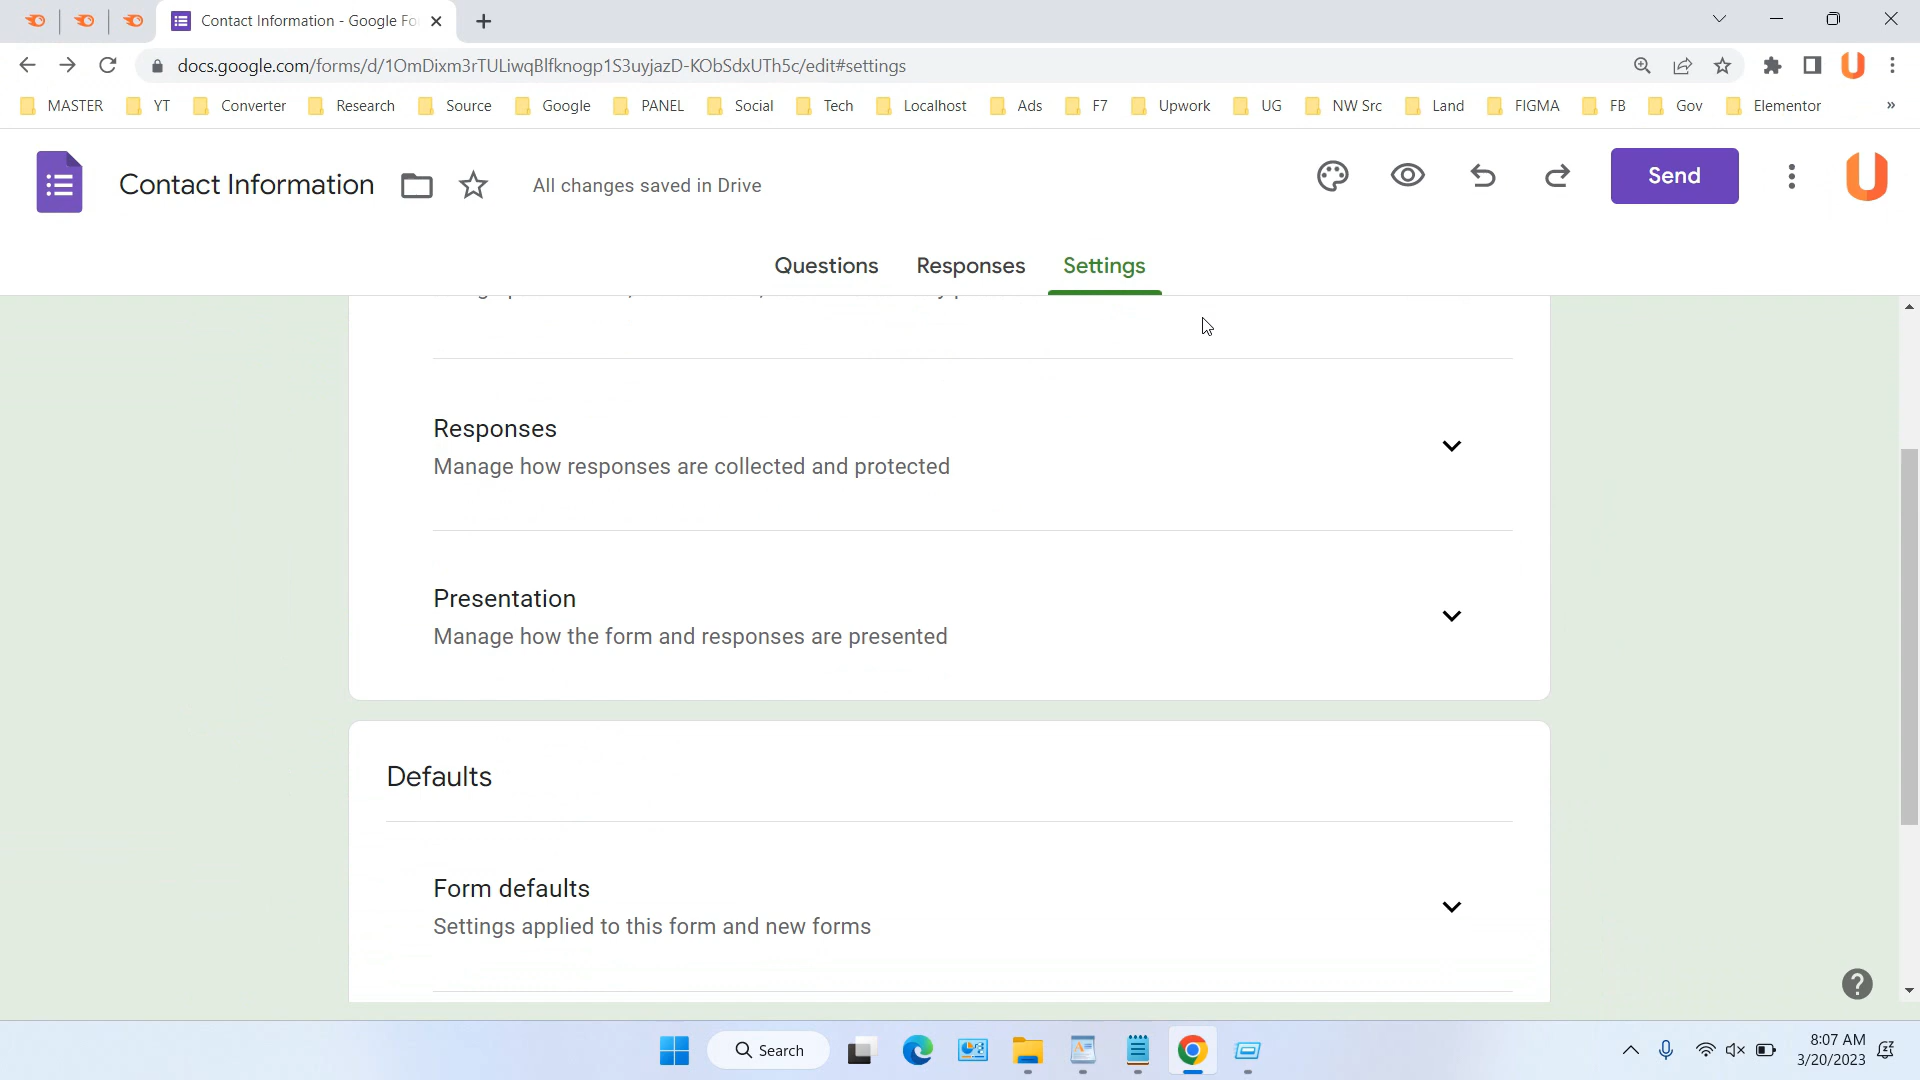 Contact Information - Google Fo
docs.google.com/forms/d/1OmDixm3rTULiwqBlfknogp1S3uyjazD-KObSdxUTh5c/edit#settings
MASTER YT Converter Research Source Google PANEL Social Tech Localhost Ads F7 Upwork UG NW Src Land FIGMA FB Gov Elementor »
Contact Information All changes saved in Drive Send
Questions Responses Settings
Responses
Manage how responses are collected and protected
Presentation
Manage how the form and responses are presented
Defaults
Form defaults
Settings applied to this form and new forms
Search
8:07 AM
3/20/2023